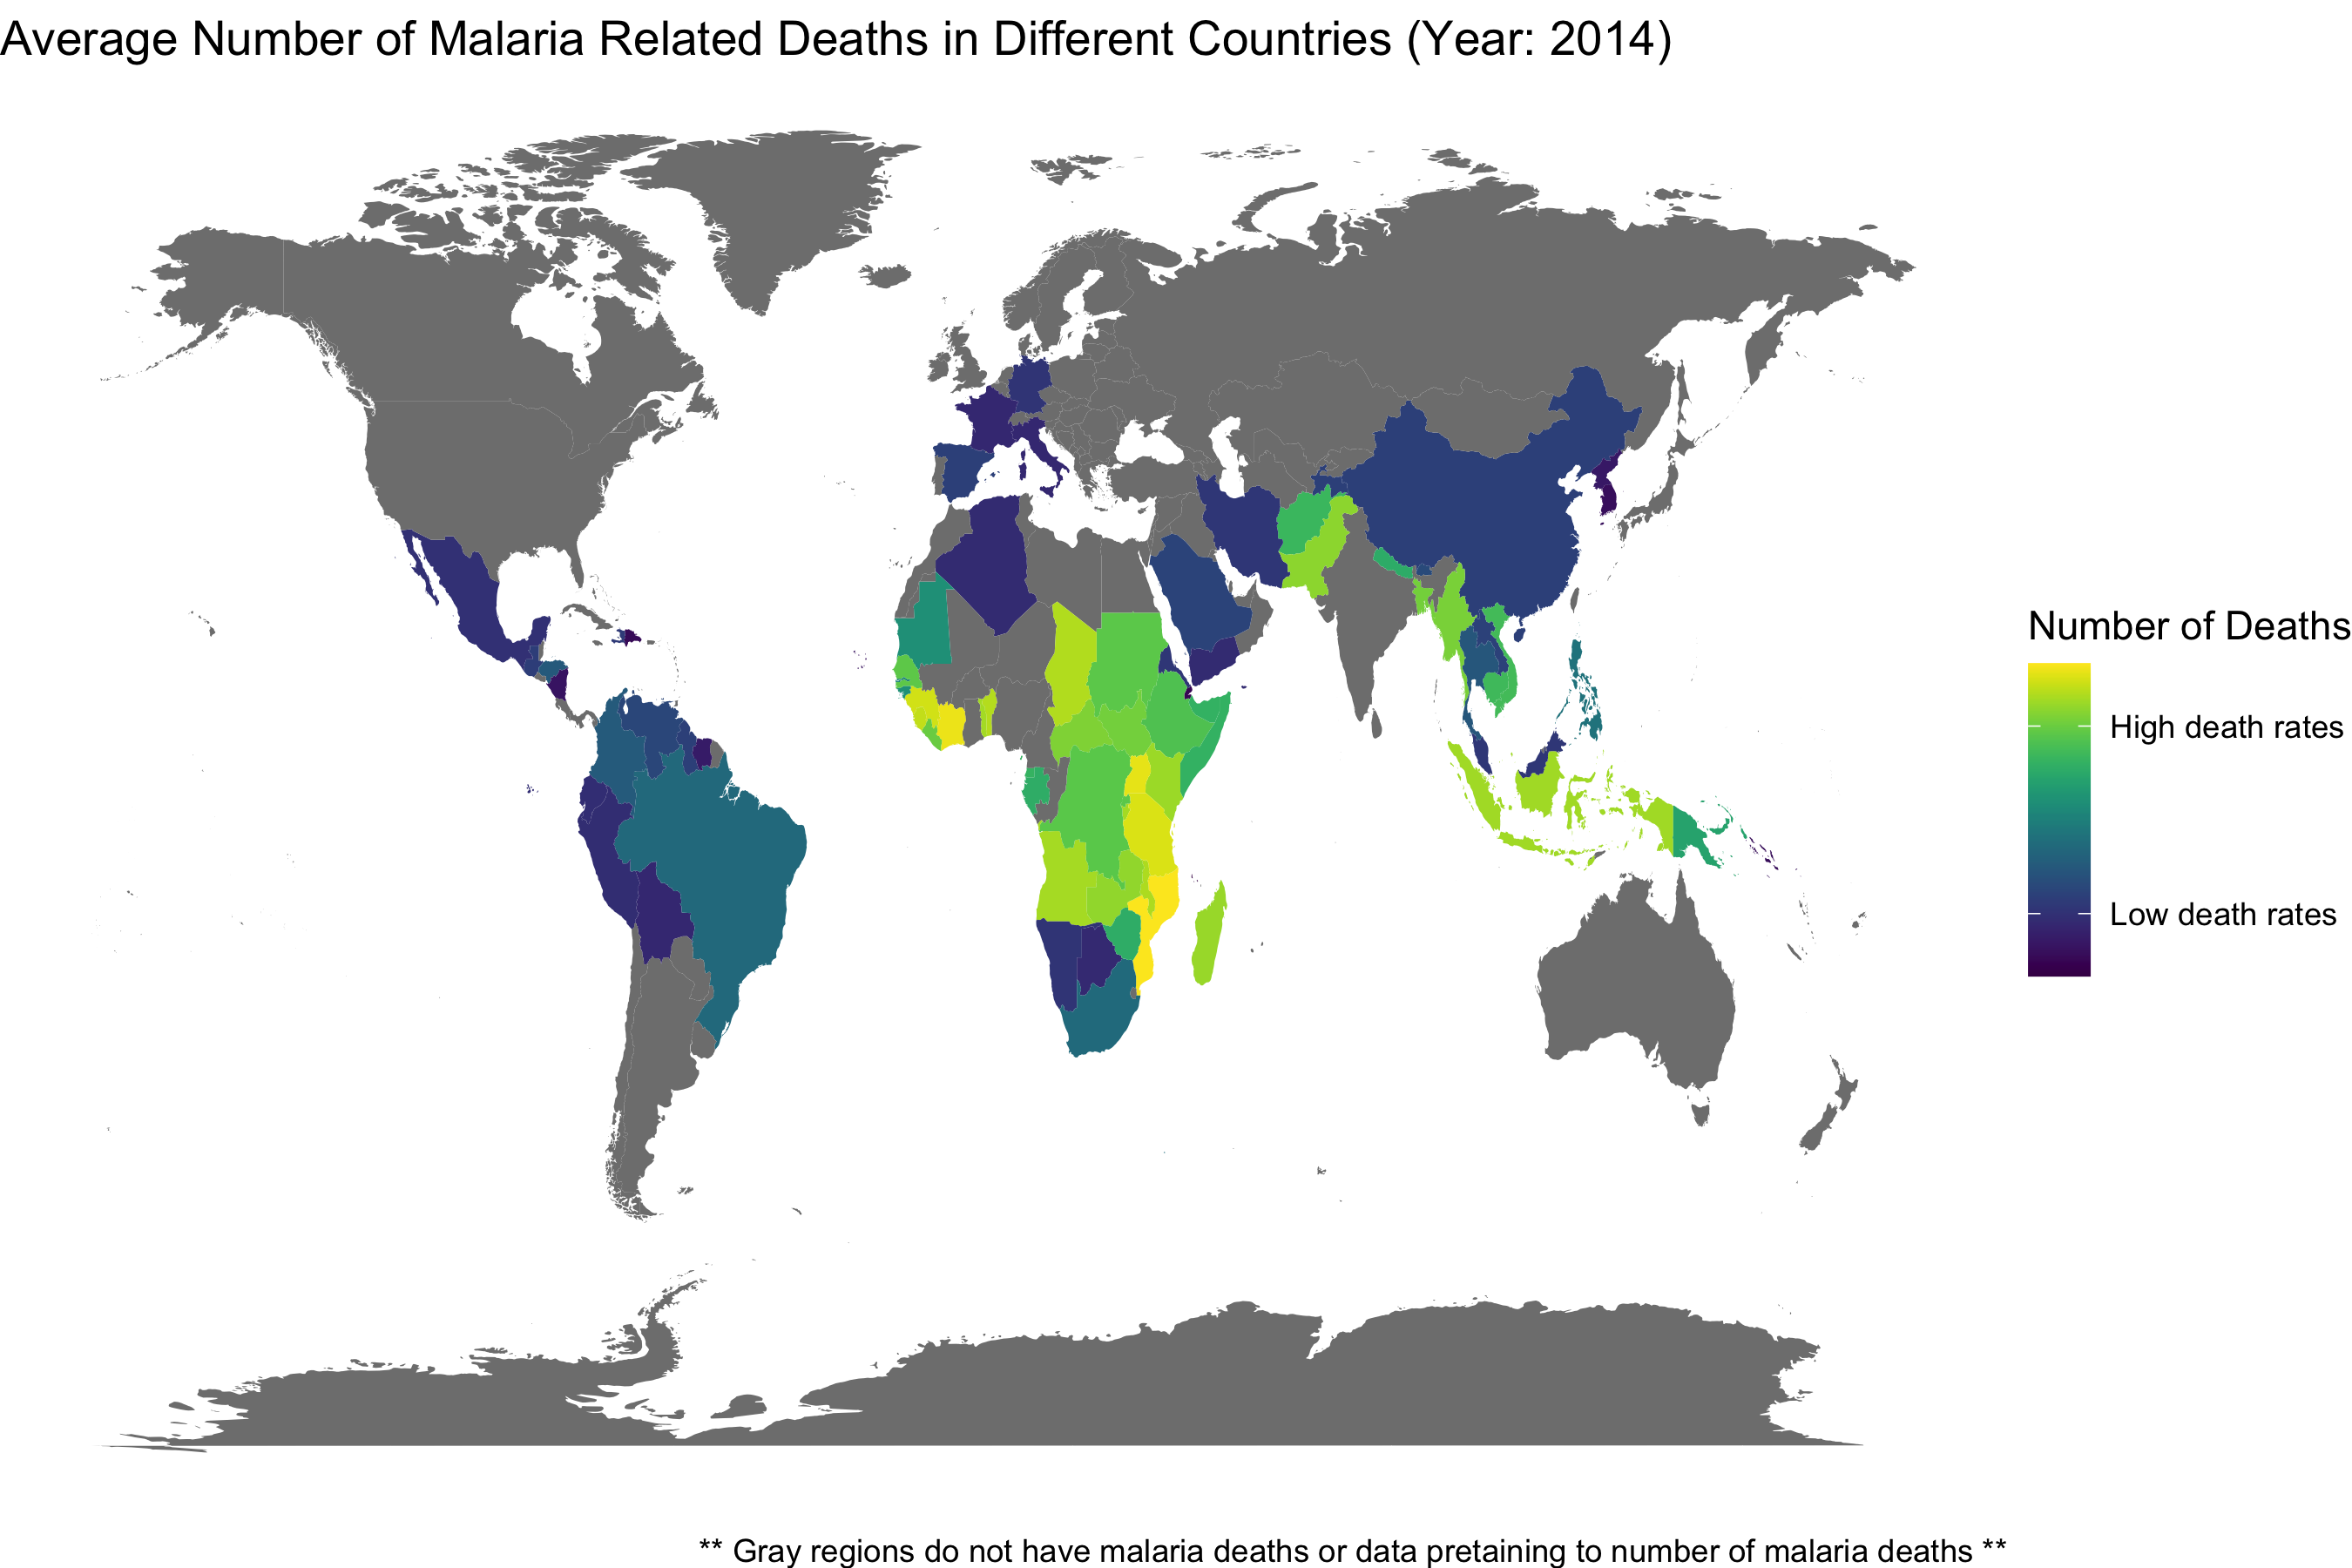 Average Number of Malaria Related Deaths in Different Countries (Year: 2014)
Number of Deaths
High death rates
Low death rates
** Gray regions do not have malaria deaths or data pretaining to number of malaria deaths **